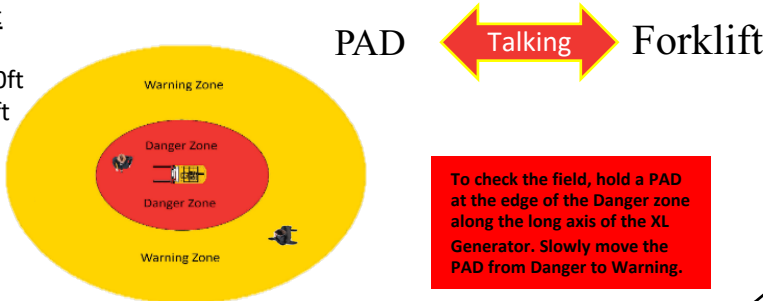 PAD
Talking
Forklift
0ft
ft
Warning Zone
Danger Zone
Danger Zone
Warning Zone
To check the field, hold a PAD
at the edge of the Danger zone
along the long axis of the XL
Generator. Slowly move the
PAD from Danger to Warning.